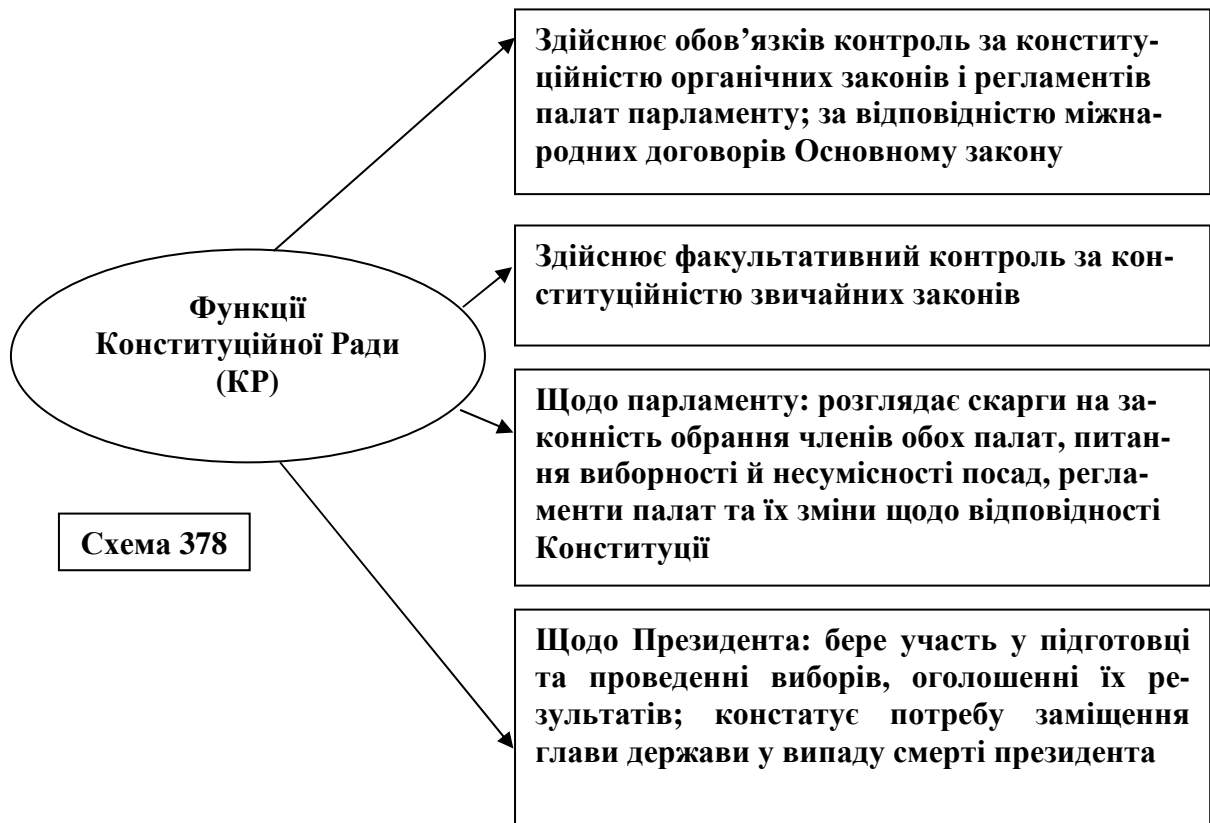 Здійснює обов’язків контроль за конститу-
ційністю органічних законів і регламентів
палат парламенту; за відповідністю міжна-
родних договорів Основному закону
Здійснює факультативний контроль за кон-
ституційністю звичайних законів
Функції
Конституційної Ради
(КР)
Щодо парламенту: розглядає скарги на за-
конність обрання членів обох палат, питан-
ня виборності й несумісності посад, регла-
менти палат та їх зміни щодо відповідності
Конституції
Схема 378
Щодо Президента: бере участь у підготовці
та проведенні виборів, оголошенні їх ре-
зультатів; констатує потребу заміщення
глави держави у випаду смерті президента